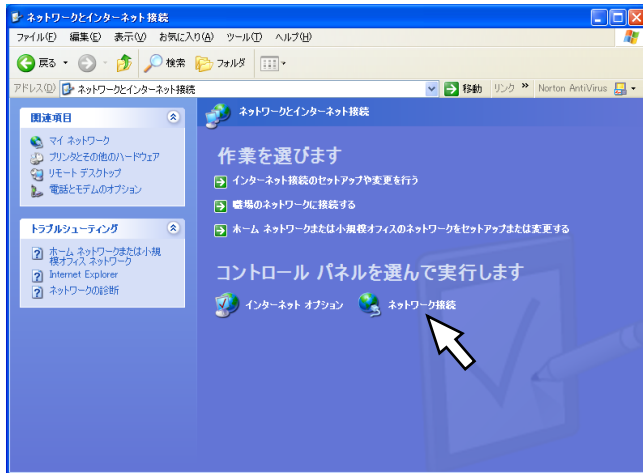 ネットワークとインターネット接続
ファイル(F) 編集(E) 表示(V) お気に入り(A) ツール(T) ヘルプ(H)
戻る 検索 フォルダ
アドレス(D) ネットワークとインターネット接続 移動 リンク » Norton AntiVirus
関連項目
マイ ネットワーク
プリンタとその他のハードウェア
リモート デスクトップ
電話とモデムのオプション
トラブルシューティング
ホーム ネットワークまたは小規
模オフィス ネットワーク
Internet Explorer
ネットワークの診断
ネットワークとインターネット接続
作業を選びます
インターネット接続のセットアップや変更を行う
職場のネットワークに接続する
ホーム ネットワークまたは小規模オフィスのネットワークをセットアップまたは変更する
コントロール パネルを選んで実行します
インターネット オプション ネットワーク接続